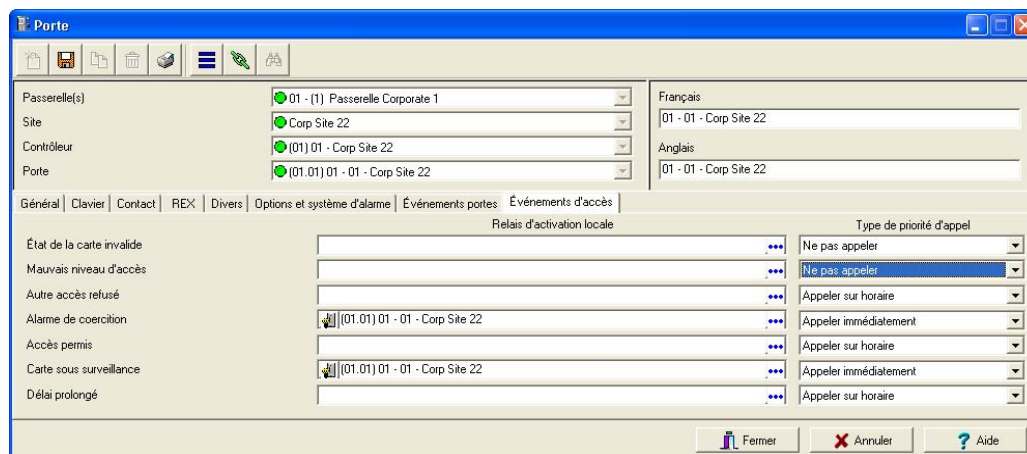 Porte
Passerelle(s) 01 - (1) Passerelle Corporate 1 Français
01 - 01 - Corp Site 22
Site Corp Site 22
Contrôleur (01) 01 - Corp Site 22 Anglais
Porte (01.01) 01 - 01 - Corp Site 22 01 - 01 - Corp Site 22
Général Clavier Contact REX Divers Options et système d'alarme Événements portes Événements d'accès
Relais d'activation locale Type de priorité d'appel
État de la carte invalide Ne pas appeler
Mauvais niveau d'accès Ne pas appeler
Autre accès refusé Appeler sur horaire
Alarme de coercition (01.01) 01 - 01 - Corp Site 22 Appeler immédiatement
Accès permis Appeler sur horaire
Carte sous surveillance (01.01) 01 - 01 - Corp Site 22 Appeler immédiatement
Délai prolongé Appeler sur horaire
Fermer Annuler Aide